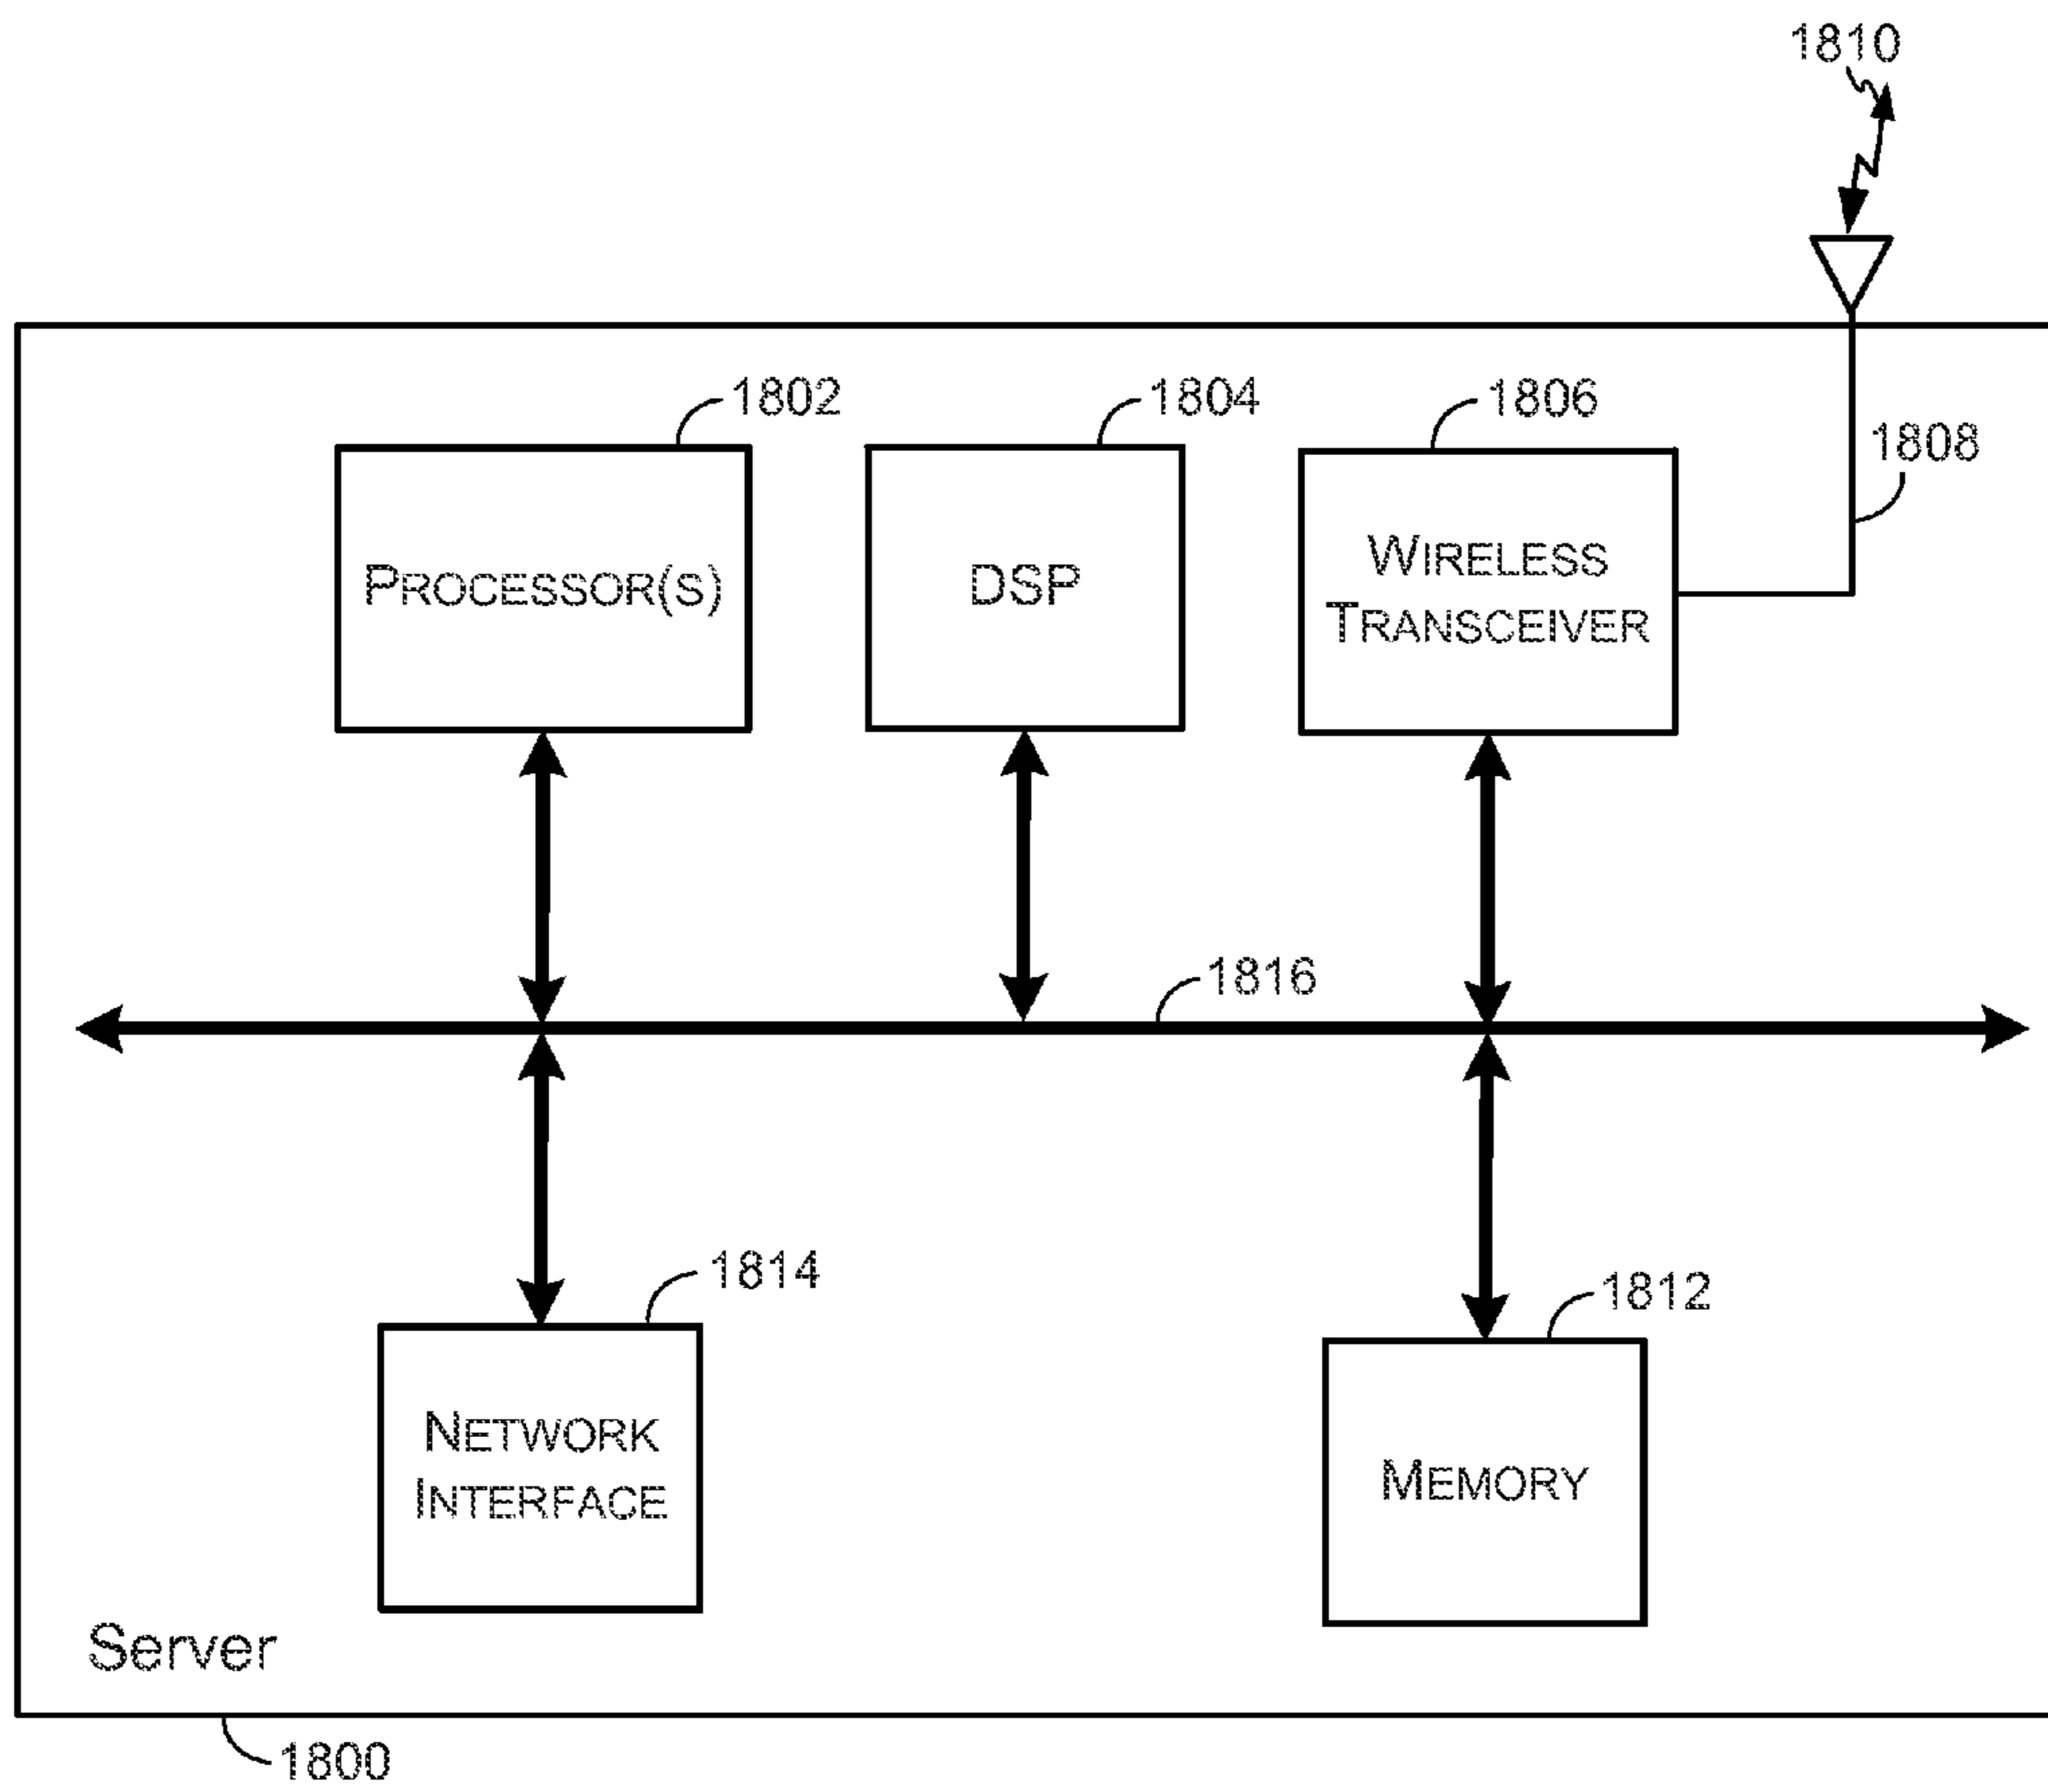 1810
1802
1804
1806
1808
PROCESSOR(S)
DSP
WIRELESS
TRANSCEIVER
1816
1814
1812
NETWORK
INTERFACE
MEMORY
Server
1800